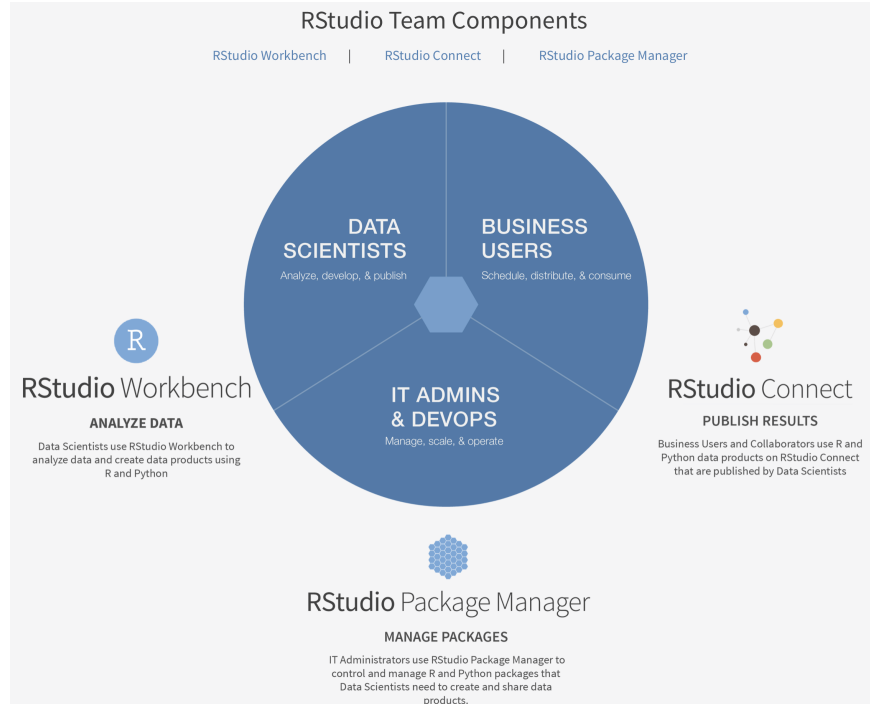 RStudio Team Components
RStudio Workbench | RStudio Connect | RStudio Package Manager
DATA
SCIENTISTS
Analyze, develop, & publish
BUSINESS
USERS
Schedule, distribute, & consume
IT ADMINS
& DEVOPS
Manage, scale, & operate
R
RStudio Workbench
ANALYZE DATA
Data Scientists use RStudio Workbench to
analyze data and create data products using
R and Python
RStudio Connect
PUBLISH RESULTS
Business Users and Collaborators use R and
Python data products on RStudio Connect
that are published by Data Scientists
RStudio Package Manager
MANAGE PACKAGES
IT Administrators use RStudio Package Manager to
control and manage R and Python packages that
Data Scientists need to create and share data
products.